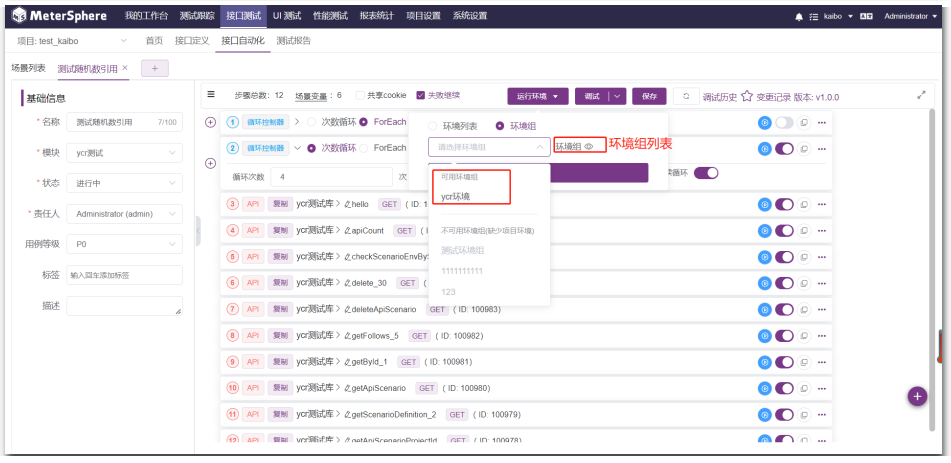 MeterSphere 我的工作台 测试跟踪 接口测试 UI 测试 性能测试 报表统计 项目设置 系统设置 kaibo Administrator
项目: test_kaibo 首页 接口定义 接口自动化 测试报告
场景列表 测试随机数引用 × +
基础信息
* 名称 测试随机数引用 7/100
* 模块 ycr测试
* 状态 进行中
* 责任人 Administrator (admin)
用例等级 P0
标签 输入回车添加标签
描述
步骤总数: 12 场景变量 : 6 共享cookie 失败继续 运行环境 调试 保存 调试历史 变更记录 版本: v1.0.0
1 循环控制器 > 次数循环 ForEach
环境列表 环境组
2 循环控制器 次数循环 ForEach
请选择环境组 环境组 环境组列表
循环次数 4 次
可用环境组
ycr环境
不可用环境组(缺少项目环境)
测试环境组
1111111111
123
3 API 复制 ycr测试库 > hello GET ( ID: 1
4 API 复制 ycr测试库 > apiCount GET (
5 API 复制 ycr测试库 > checkScenarioEnvByS
6 API 复制 ycr测试库 > delete_30 GET (
7 API 复制 ycr测试库 > deleteApiScenario GET ( ID: 100983)
8 API 复制 ycr测试库 > getFollows_5 GET ( ID: 100982)
9 API 复制 ycr测试库 > getById_1 GET ( ID: 100981)
10 API 复制 ycr测试库 > getApiScenario GET ( ID: 100980)
11 API 复制 ycr测试库 > getScenarioDefinition_2 GET ( ID: 100979)
12 API 复制 ycr测试库 > getApiScenarioProjectId GET ( ID: 100978)